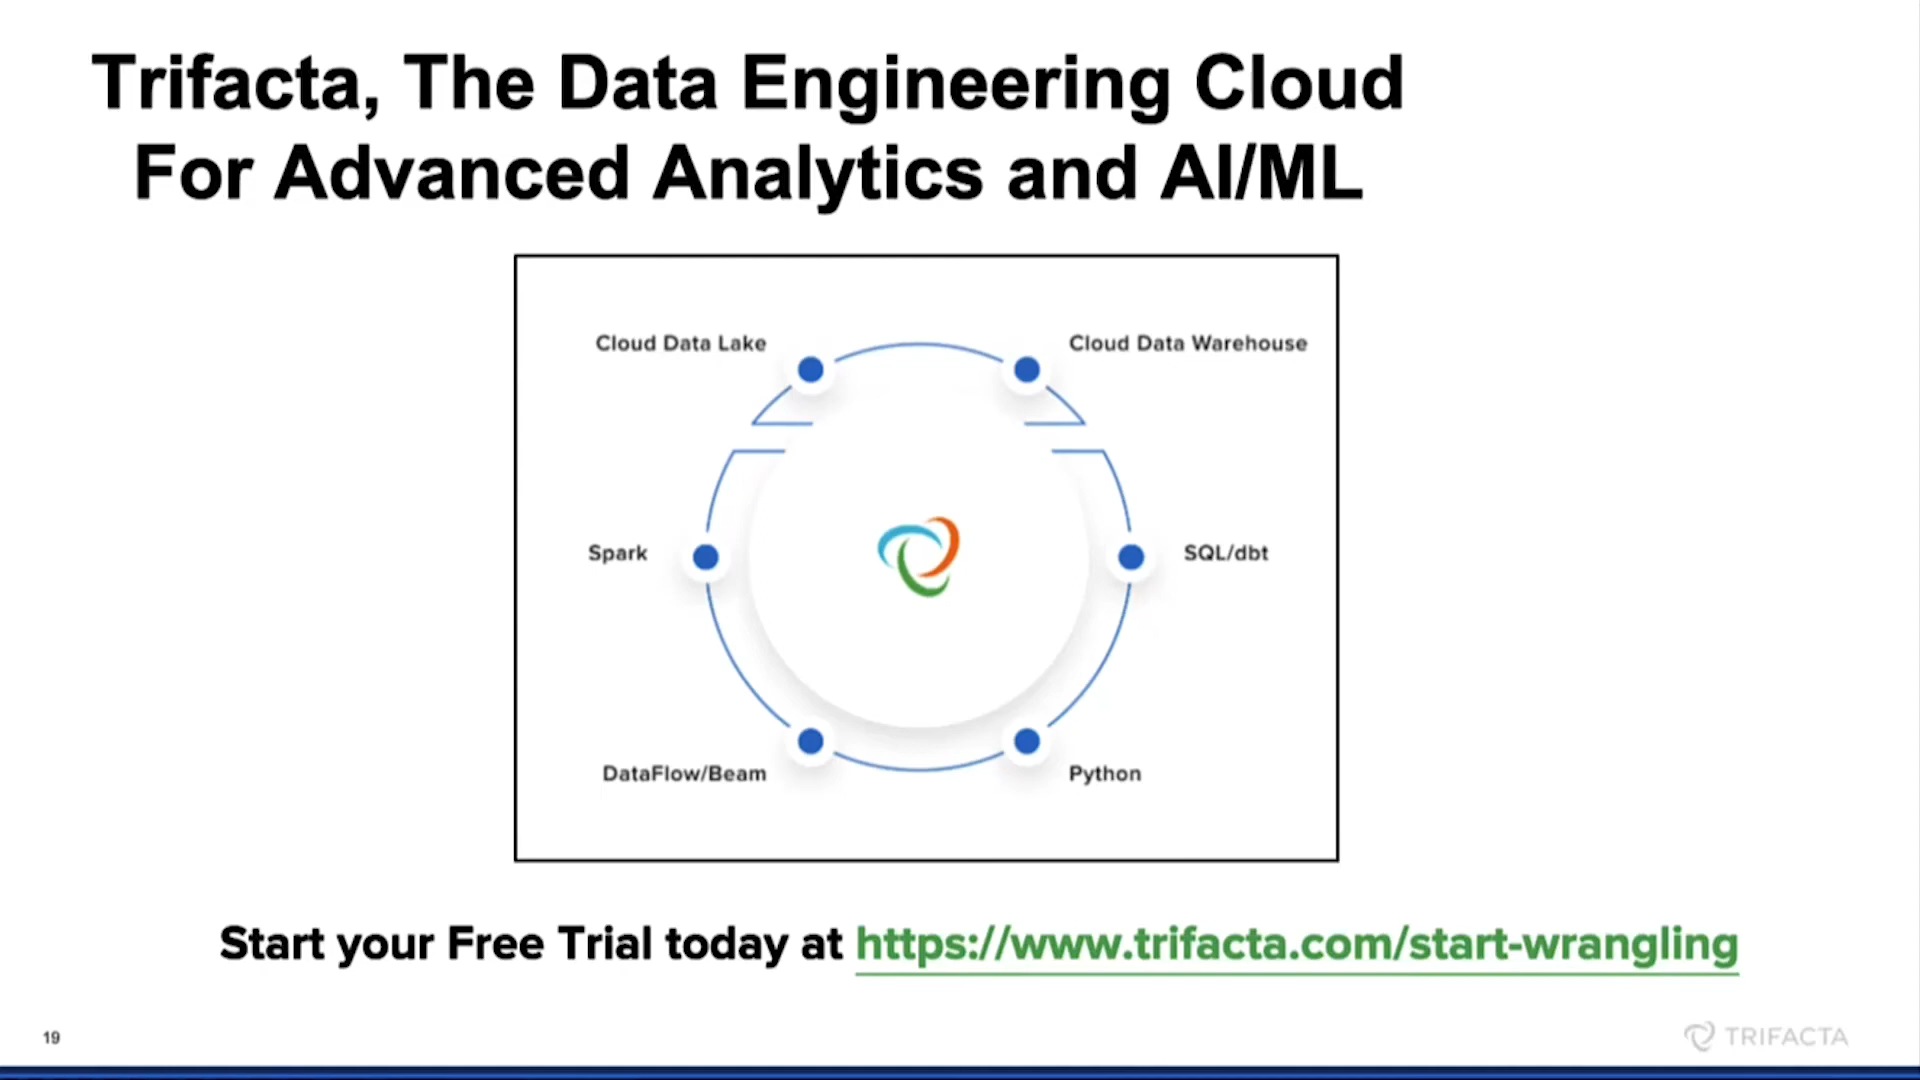 Trifacta, The Data Engineering Cloud
For Advanced Analytics and AI/ML
Cloud Data Lake
Cloud Data Warehouse
Spark
SQL/dbt
DataFlow/Beam
Python
Start your Free Trial today at https://www.trifacta.com/start-wrangling
19
TRIFACTA